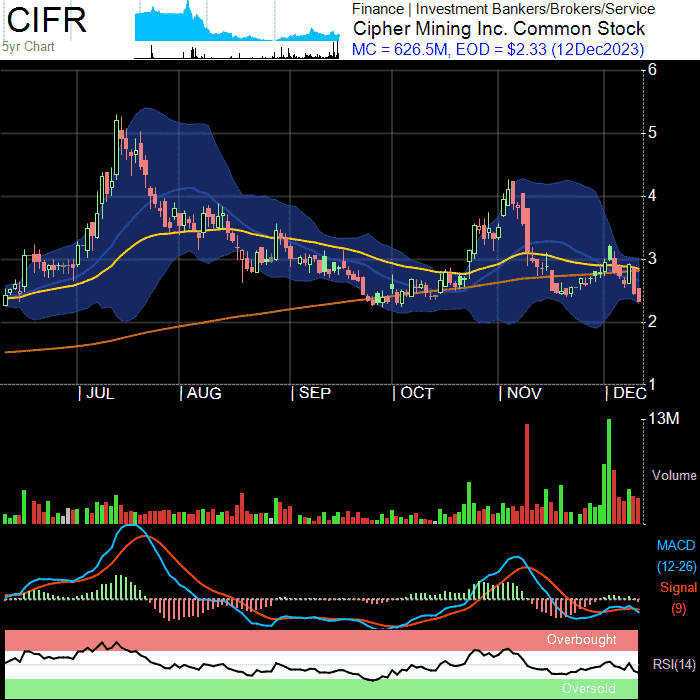 CIFR
5yr Chart
Finance | Investment Bankers/Brokers/Service
Cipher Mining Inc. Common Stock
MC = 626.5M, EOD = $2.33 (12Dec2023)
6
5
4
3
2
1
| JUL | AUG | SEP | OCT | NOV | DEC
13M
Volume
MACD
(12-26)
Signal
(9)
Overbought
RSI(14)
Oversold